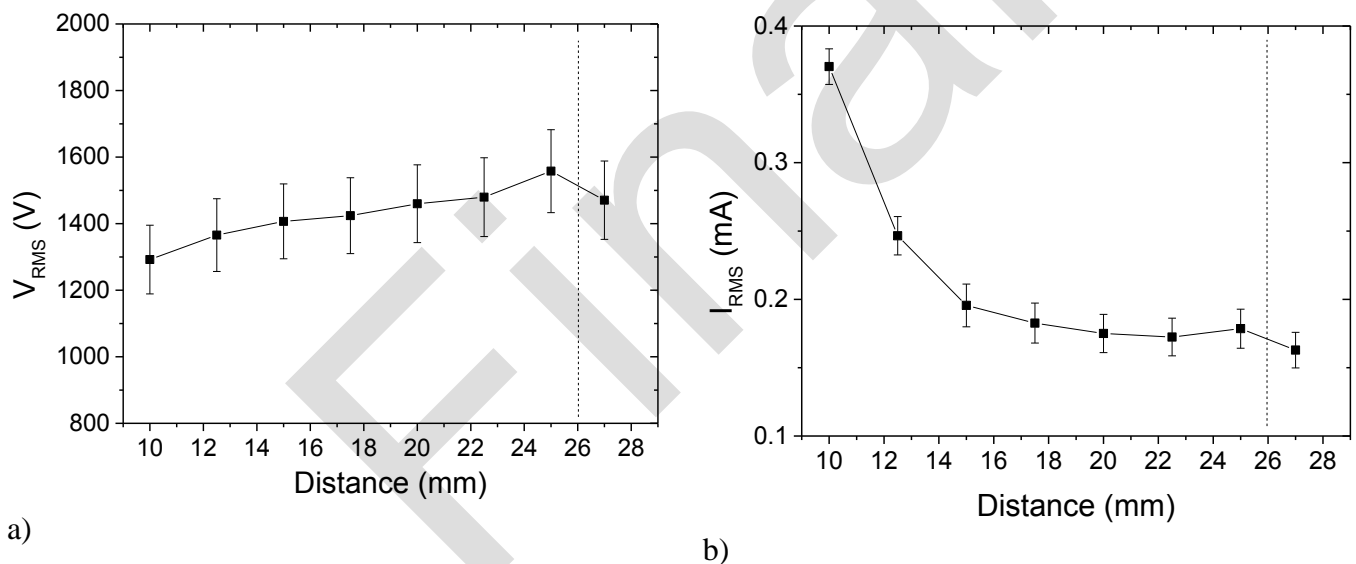 2000
1800
1600
1400
1200
1000
800
V_RMS (V)
10 12 14 16 18 20 22 24 26 28
Distance (mm)
a)
0.4
0.3
0.2
0.1
I_RMS (mA)
10 12 14 16 18 20 22 24 26 28
Distance (mm)
b)
Final